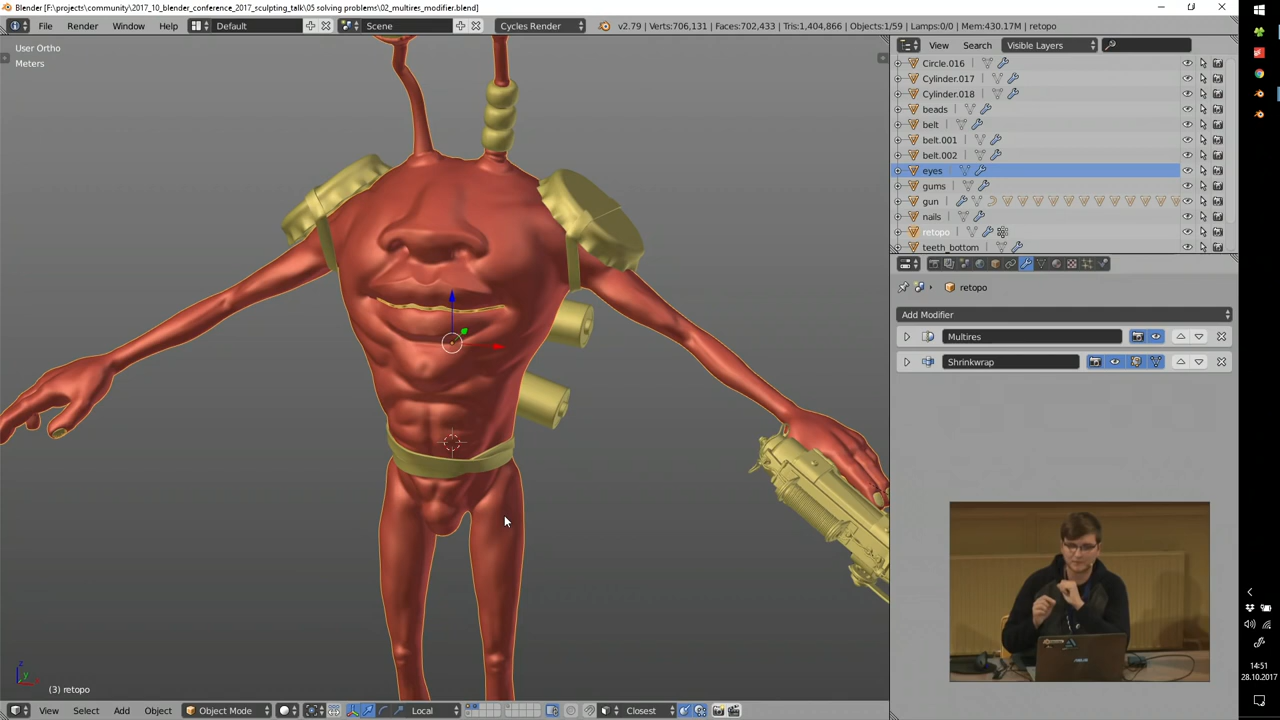 Blender [F:\projects\community\2017_10_blender_conference_2017_sculpting_talk\05 solving problems\02_multires_modifier.blend]
File Render Window Help Default Scene Cycles Render v2.79 | Verts:706,131 | Faces:702,433 | Tris:1,404,866 | Objects:1/59 | Lamps:0/0 | Mem:430.17M | retopo
User Ortho
Meters
View Search Visible Layers
Circle.016
Cylinder.017
Cylinder.018
beads
belt
belt.001
belt.002
eyes
gums
gun
nails
retopo
teeth_bottom
retopo
Add Modifier
Multires
Shrinkwrap
ASUS
z
y
(3) retopo
View Select Add Object Object Mode Local Closest
14:51
28.10.2017